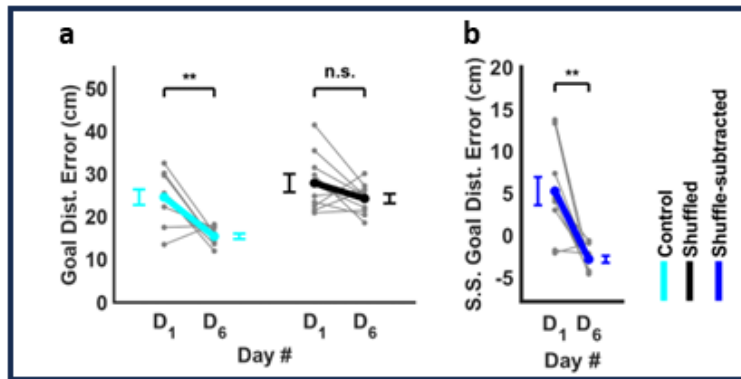 a
Goal Dist. Error (cm)
50
40
30
20
10
0
**
n.s.
D1
D6
D1
D6
Day #
b
S.S. Goal Dist. Error (cm)
20
15
10
5
0
-5
**
D1
D6
Day #
Control
Shuffled
Shuffle-subtracted